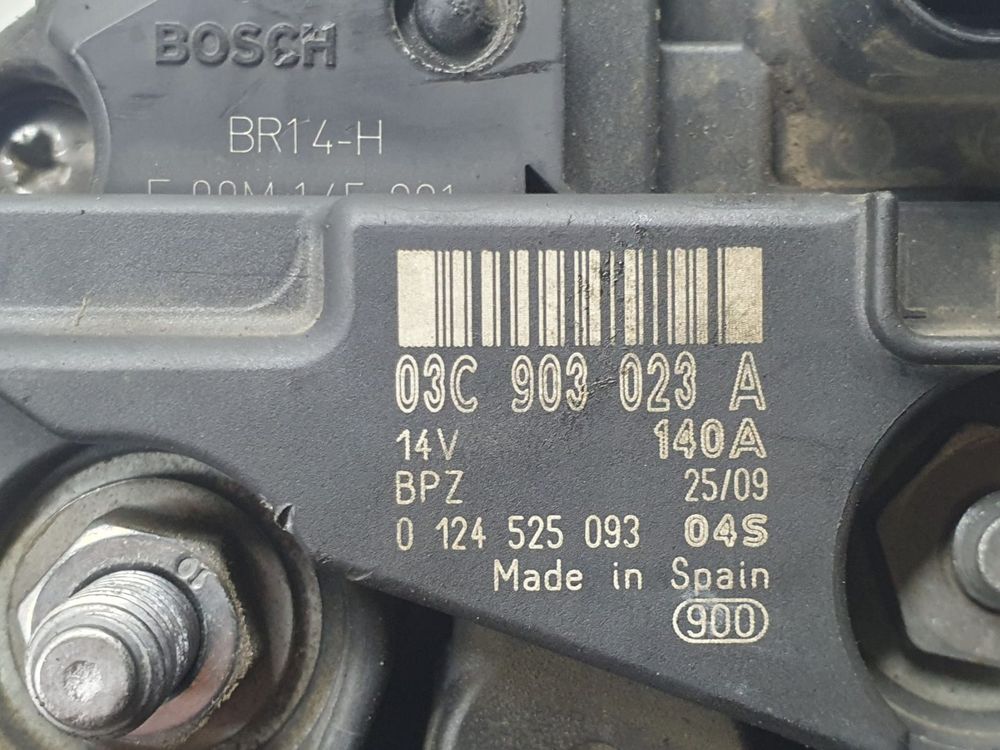 BOSCH
BR14-H
03C 903 023 A
14V 140A
BPZ 25/09
0 124 525 093 04S
Made in Spain
900